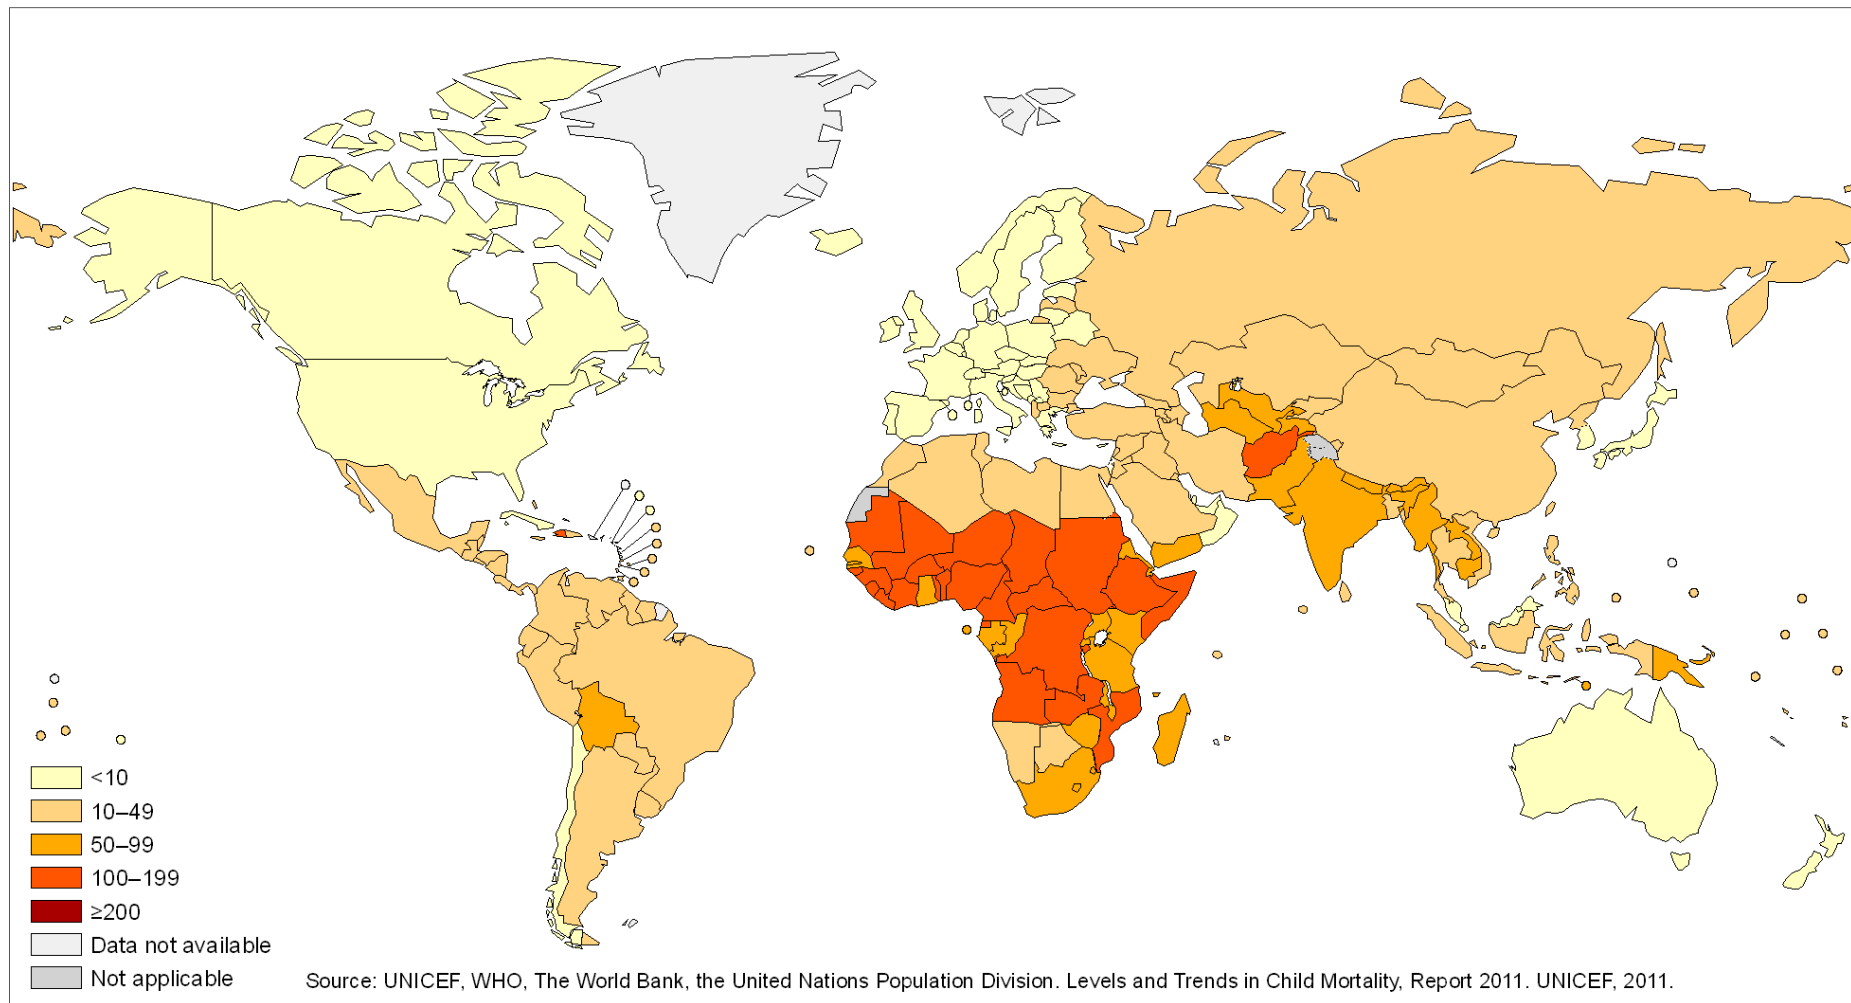 <10
10–49
50–99
100–199
≥200
Data not available
Not applicable
Source: UNICEF, WHO, The World Bank, the United Nations Population Division. Levels and Trends in Child Mortality, Report 2011. UNICEF, 2011.